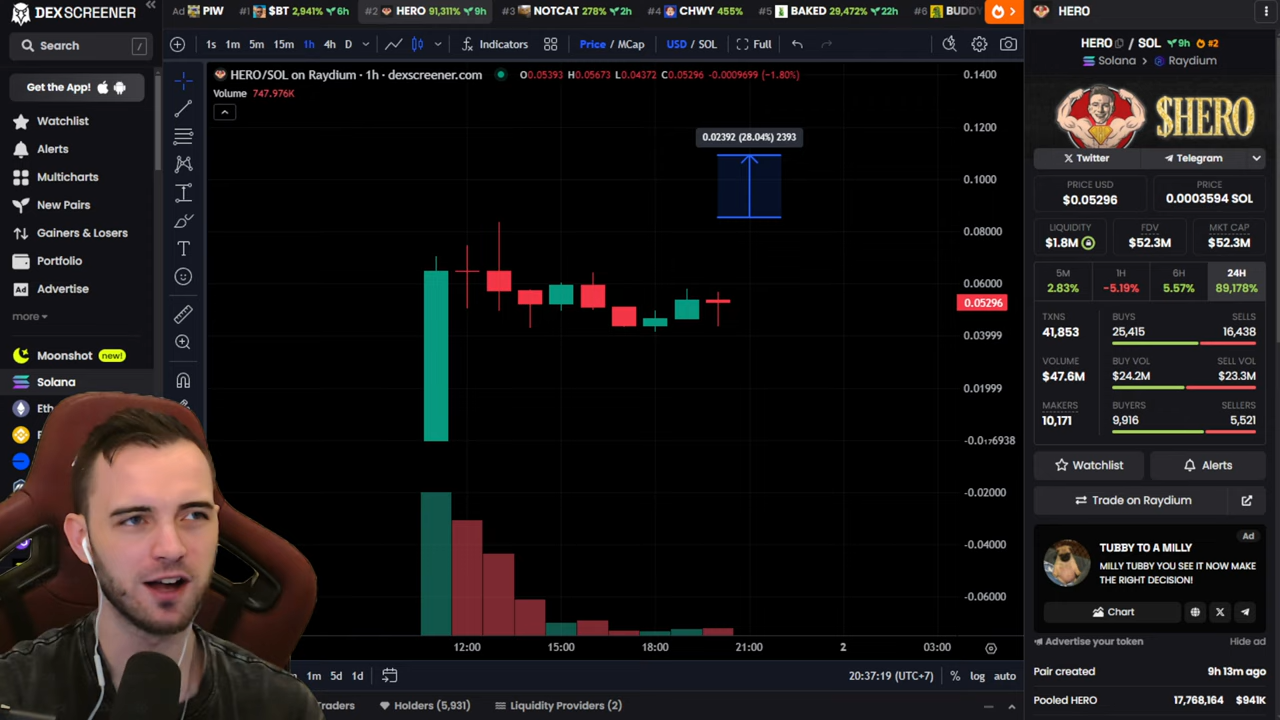 DEX SCREENER
Search
/
Get the App!
Watchlist
Alerts
Multicharts
New Pairs
Gainers & Losers
Portfolio
Ad Advertise
more
Moonshot new!
Solana
Eth
Ad PIW
#1 $BT 2,941% 6h
#2 HERO 91,311% 9h
#3 NOTCAT 278% 2h
#4 CHWY 455%
#5 BAKED 29,472% 22h
#6 BUDDY
1s 1m 5m 15m 1h 4h D
Indicators
Price / MCap
USD / SOL
Full
HERO/SOL on Raydium · 1h · dexscreener.com
O0.05393 H0.05673 L0.04372 C0.05296 -0.0009699 (-1.80%)
Volume 747.976K
0.02392 (28.04%) 2393
0.1400
0.1200
0.1000
0.08000
0.06000
0.05296
0.03999
0.01999
-0.02000
-0.04000
-0.06000
12:00
15:00
18:00
21:00
2
03:00
1m 5d 1d
20:37:19 (UTC+7)
% log auto
Holders (5,931)
Liquidity Providers (2)
HERO
HERO / SOL 9h #2
Solana > Raydium
$HERO
Twitter
Telegram
PRICE USD
$0.05296
PRICE
0.0003594 SOL
LIQUIDITY
$1.8M
FDV
$52.3M
MKT CAP
$52.3M
5M
2.83%
1H
-5.19%
6H
5.57%
24H
89,178%
TXNS
41,853
BUYS
25,415
SELLS
16,438
VOLUME
$47.6M
BUY VOL
$24.2M
SELL VOL
$23.3M
MAKERS
10,171
BUYERS
9,916
SELLERS
5,521
Watchlist
Alerts
Trade on Raydium
Ad
TUBBY TO A MILLY
MILLY TUBBY YOU SEE IT NOW MAKE
THE RIGHT DECISION!
Chart
Advertise your token
Hide ad
Pair created
9h 13m ago
Pooled HERO
17,768,164 $941K